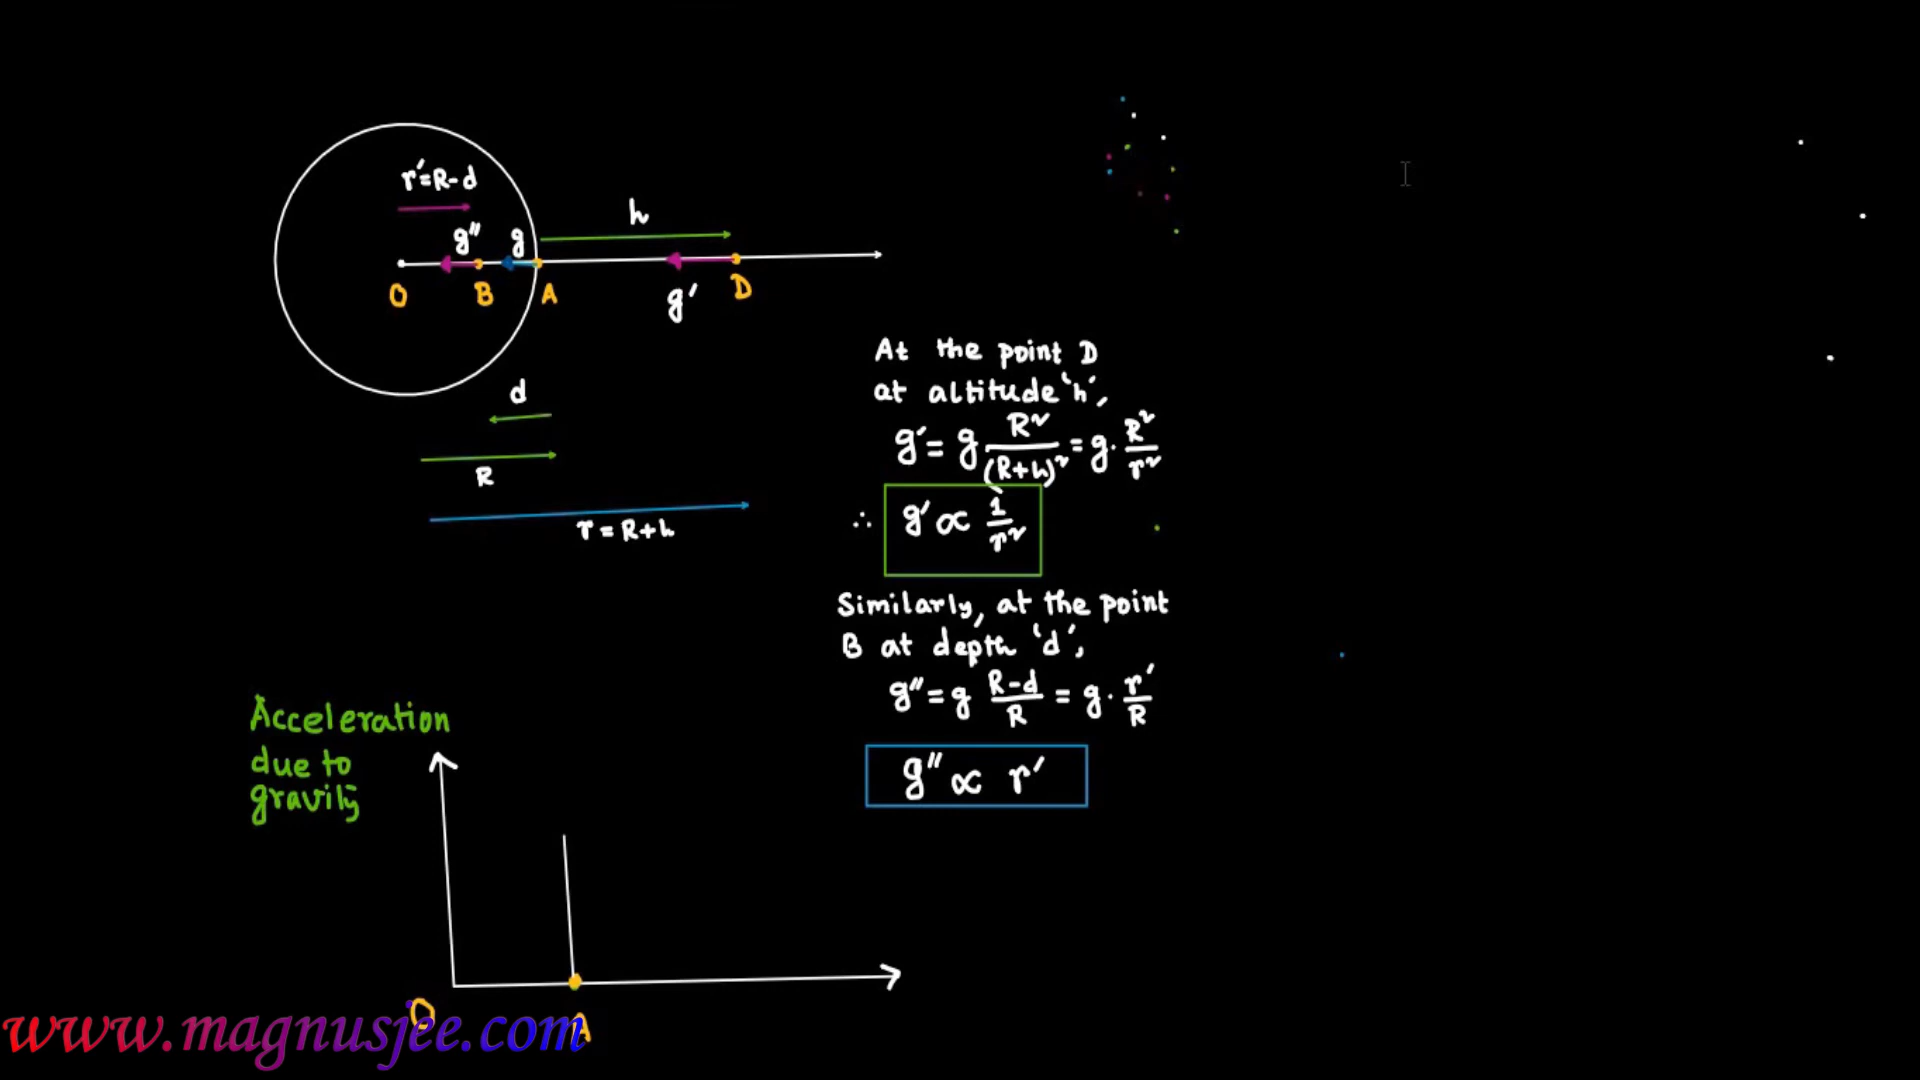 r′=R-d
h
g″
g
O
B
A
g′
D
d
R
r = R+h
At the point D
at altitude 'h',
g′ = g R²/(R+h)² = g · R²/r²
∴ g′ ∝ 1/r²
Similarly, at the point
B at depth 'd',
g″ = g R-d/R = g · r′/R
g″ ∝ r′
Acceleration
due to
gravity
O
A
www.magnusjee.com